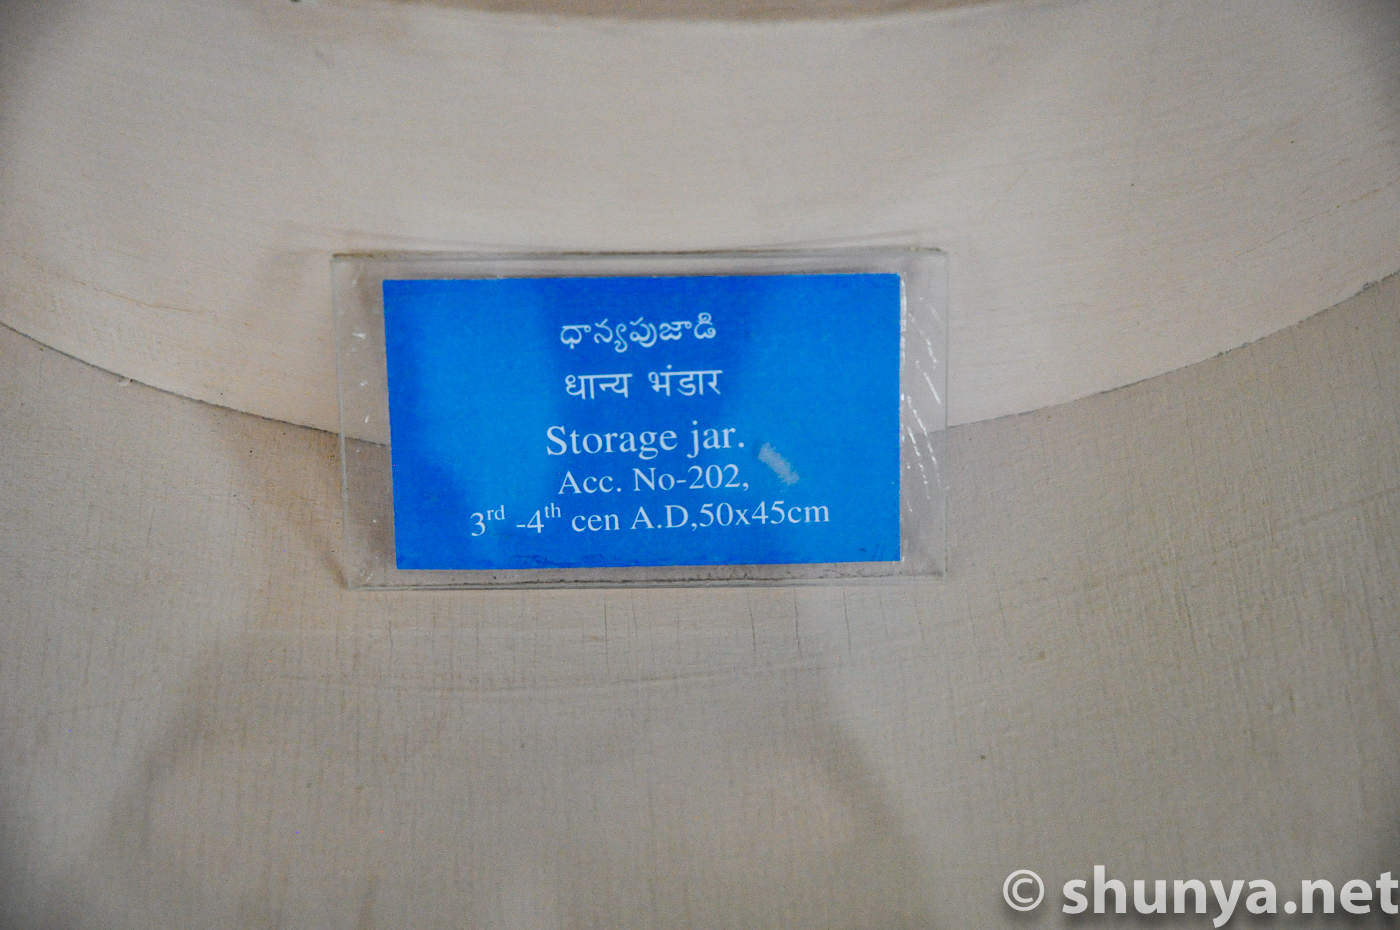 ధాన్యపుజాడి
धान्य भंडार
Storage jar.
Acc. No-202,
3rd -4th cen A.D,50x45cm
© shunya.net